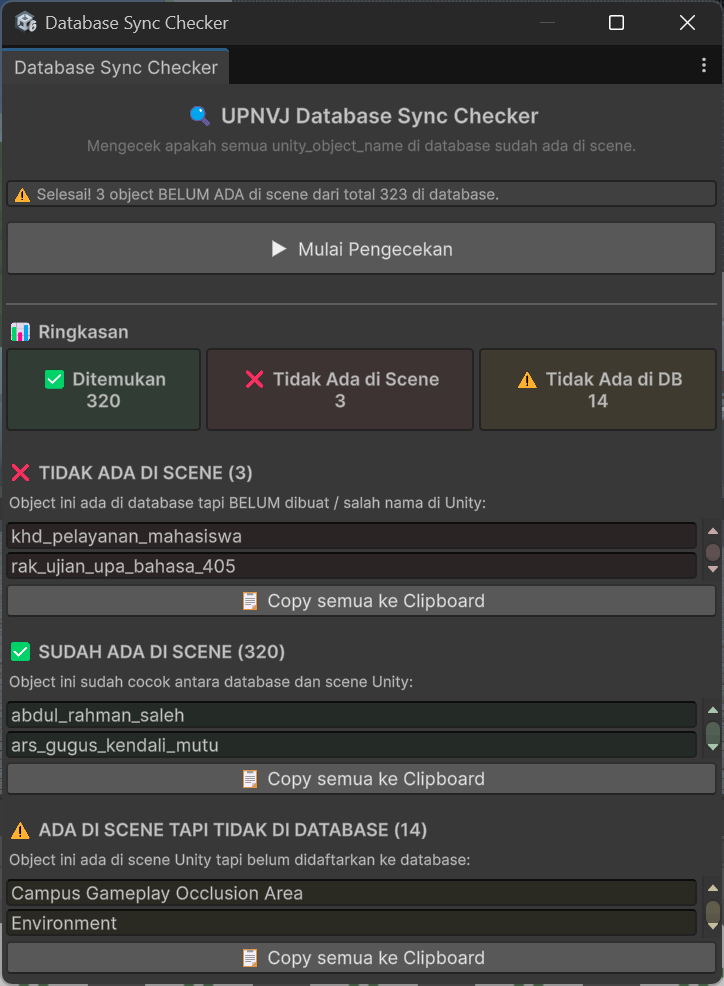 Database Sync Checker
Database Sync Checker
UPNVJ Database Sync Checker
Mengecek apakah semua unity_object_name di database sudah ada di scene.
Selesai! 3 object BELUM ADA di scene dari total 323 di database.
Mulai Pengecekan
Ringkasan
Ditemukan
320
Tidak Ada di Scene
3
Tidak Ada di DB
14
TIDAK ADA DI SCENE (3)
Object ini ada di database tapi BELUM dibuat / salah nama di Unity:
khd_pelayanan_mahasiswa
rak_ujian_upa_bahasa_405
Copy semua ke Clipboard
SUDAH ADA DI SCENE (320)
Object ini sudah cocok antara database dan scene Unity:
abdul_rahman_saleh
ars_gugus_kendali_mutu
Copy semua ke Clipboard
ADA DI SCENE TAPI TIDAK DI DATABASE (14)
Object ini ada di scene Unity tapi belum didaftarkan ke database:
Campus Gameplay Occlusion Area
Environment
Copy semua ke Clipboard